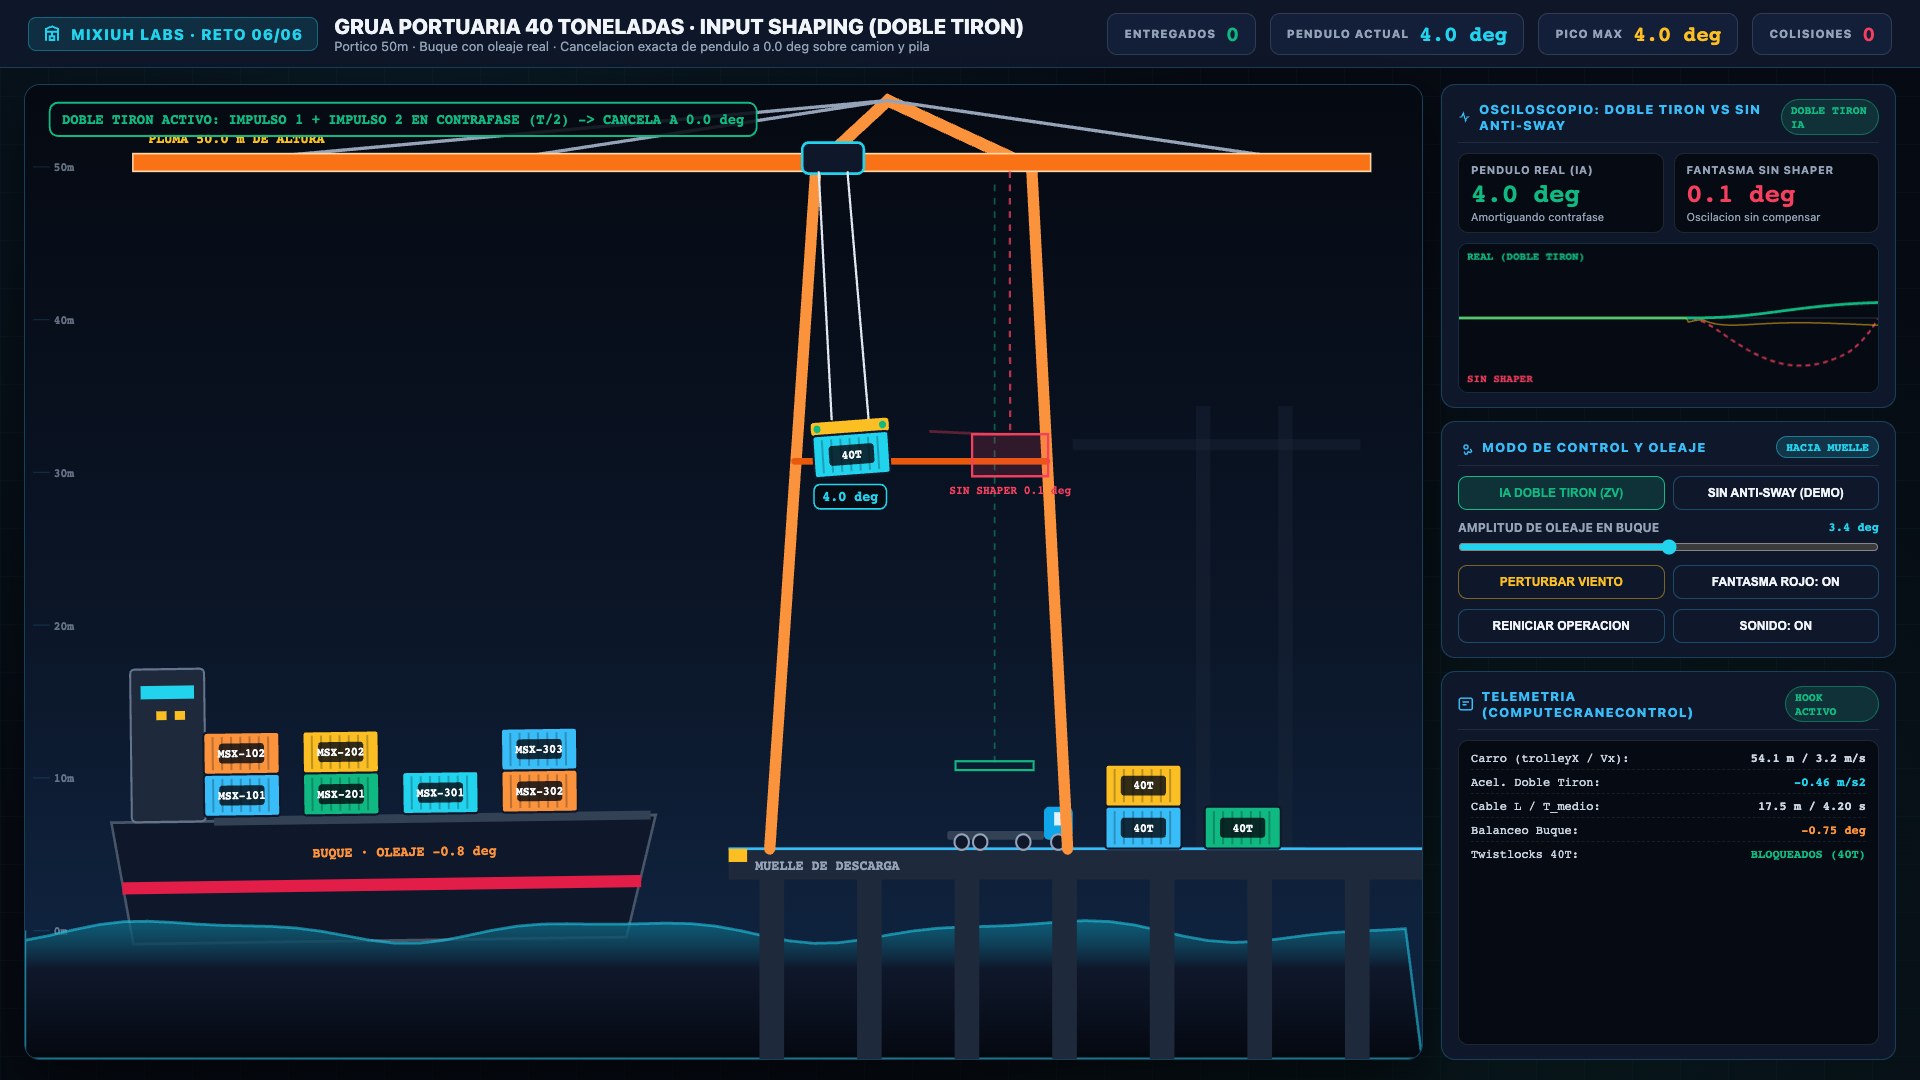 MIXIUH LABS · RETO 06/06
GRUA PORTUARIA 40 TONELADAS · INPUT SHAPING (DOBLE TIRON)
Portico 50m · Buque con oleaje real · Cancelacion exacta de pendulo a 0.0 deg sobre camion y pila
ENTREGADOS 0
PENDULO ACTUAL 4.0 deg
PICO MAX 4.0 deg
COLISIONES 0
DOBLE TIRON ACTIVO: IMPULSO 1 + IMPULSO 2 EN CONTRAFASE (T/2) -> CANCELA A 0.0 deg
PLUMA 50.0 m DE ALTURA
50m
40m
30m
20m
10m
0m
40T
4.0 deg
SIN SHAPER 0.1 deg
MSX-102
MSX-202
MSX-303
MSX-101
MSX-201
MSX-301
MSX-302
BUQUE · OLEAJE -0.8 deg
40T
40T
40T
MUELLE DE DESCARGA
OSCILOSCOPIO: DOBLE TIRON VS SIN
ANTI-SWAY
DOBLE TIRON
IA
PENDULO REAL (IA)
4.0 deg
Amortiguando contrafase
FANTASMA SIN SHAPER
0.1 deg
Oscilacion sin compensar
REAL (DOBLE TIRON)
SIN SHAPER
MODO DE CONTROL Y OLEAJE
HACIA MUELLE
IA DOBLE TIRON (ZV)
SIN ANTI-SWAY (DEMO)
AMPLITUD DE OLEAJE EN BUQUE
3.4 deg
PERTURBAR VIENTO
FANTASMA ROJO: ON
REINICIAR OPERACION
SONIDO: ON
TELEMETRIA
(COMPUTECRANECONTROL)
HOOK
ACTIVO
Carro (trolleyX / Vx): 54.1 m / 3.2 m/s
Acel. Doble Tiron: -0.46 m/s2
Cable L / T_medio: 17.5 m / 4.20 s
Balanceo Buque: -0.75 deg
Twistlocks 40T: BLOQUEADOS (40T)